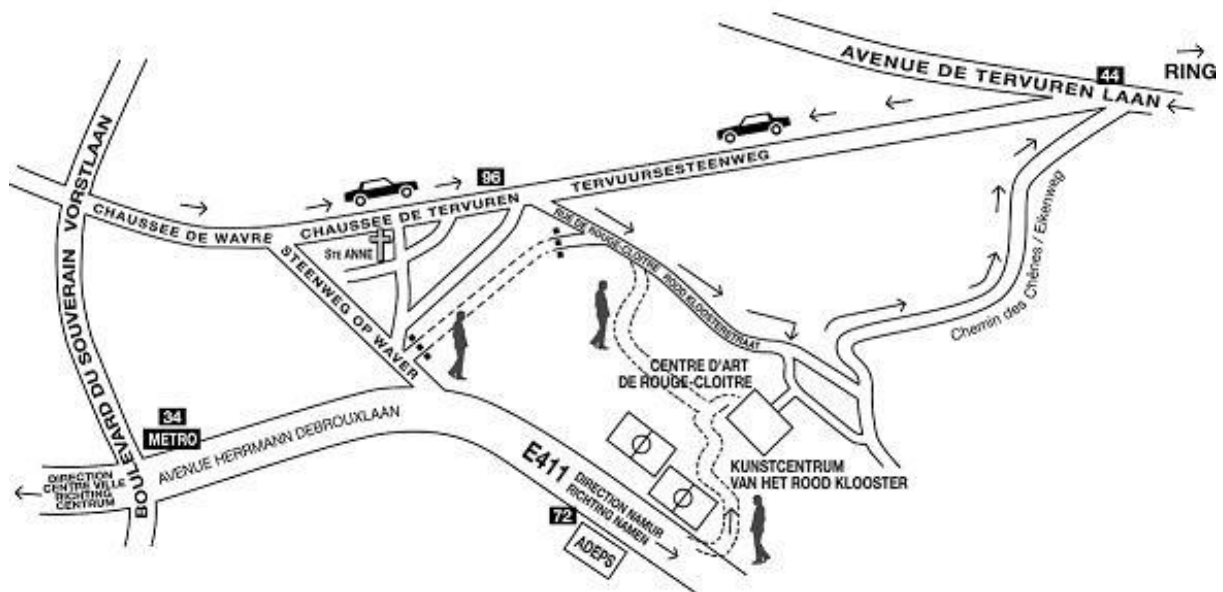 AVENUE DE TERVUREN LAAN
44
RING
BOULEVARD DU SOUVERAIN VORSTLAAN
CHAUSSEE DE WAVRE
STEENWEG OP WAVER
CHAUSSEE DE TERVUREN
96
TERVUURSESTEENWEG
STE ANNE
RUE DE ROUGE-CLOITRE ROOD KLOOSTERSTRAAT
Chemin des Chênes / Eikenweg
CENTRE D'ART
DE ROUGE-CLOITRE
KUNSTCENTRUM
VAN HET ROOD KLOOSTER
34
METRO
AVENUE HERRMANN DEBROUXLAAN
DIRECTION
CENTRE VILLE
RICHTING
CENTRUM
E411
DIRECTION NAMUR
RICHTING NAMEN
72
ADEPS